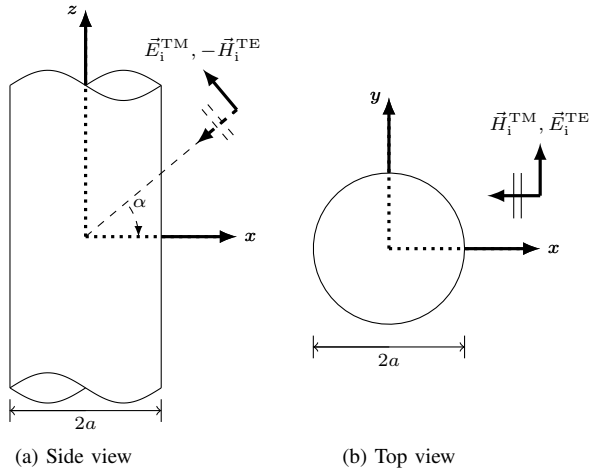 z
E⃗ᵢᵀᴹ, −H⃗ᵢᵀᴱ
α
x
2a
(a) Side view
y
H⃗ᵢᵀᴹ, E⃗ᵢᵀᴱ
x
2a
(b) Top view